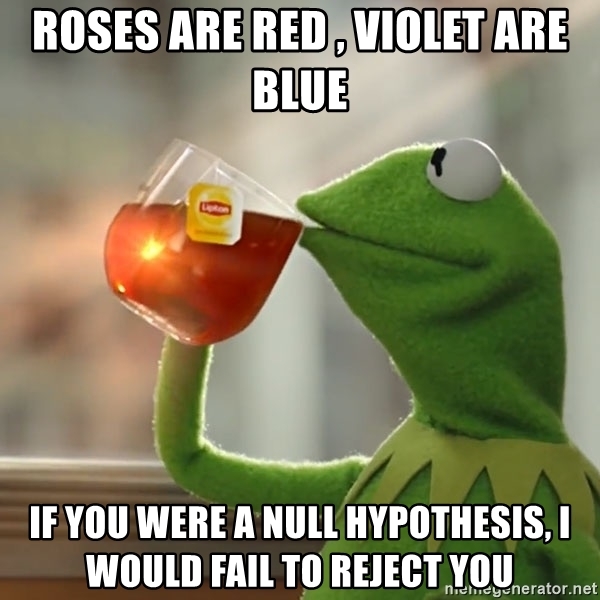 ROSES ARE RED , VIOLET ARE
BLUE
Lipton
IF YOU WERE A NULL HYPOTHESIS, I
WOULD FAIL TO REJECT YOU
memegenerator.net